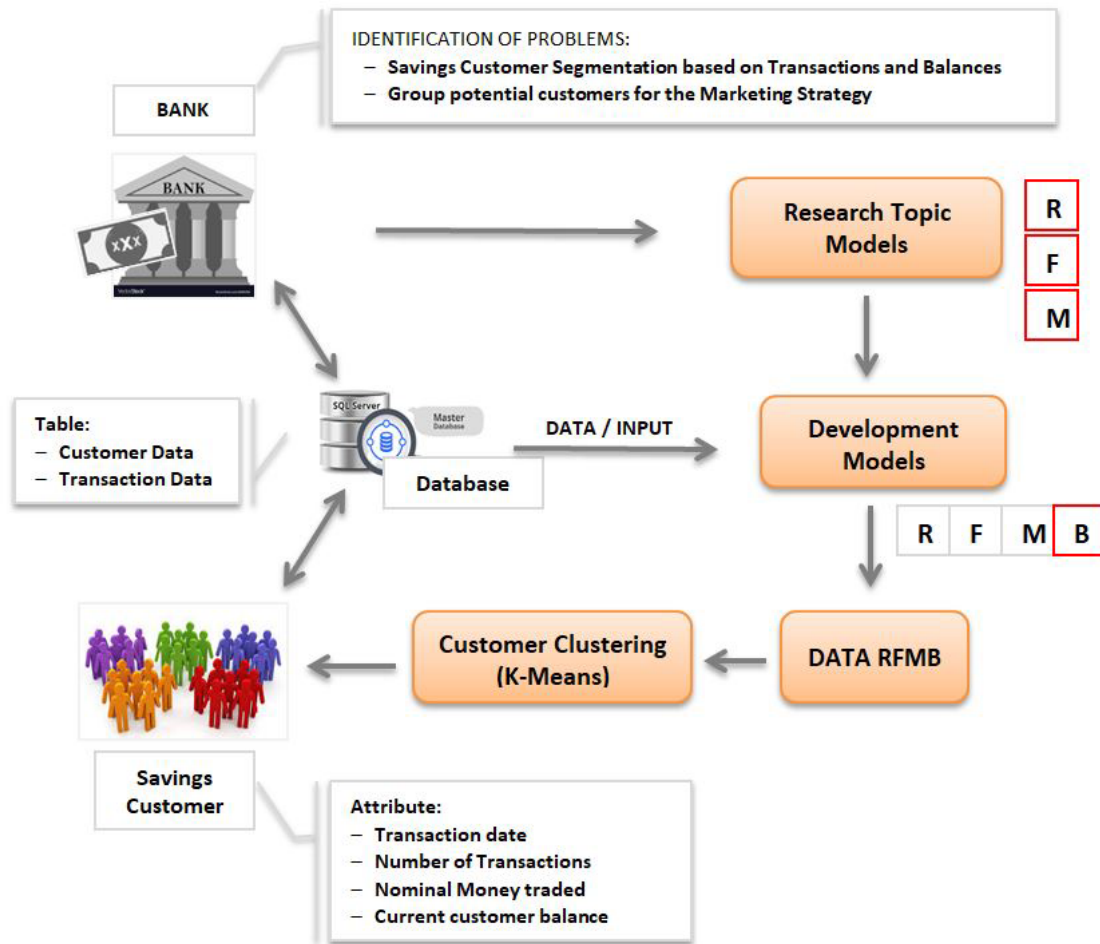 IDENTIFICATION OF PROBLEMS:
– Savings Customer Segmentation based on Transactions and Balances
– Group potential customers for the Marketing Strategy
BANK
BANK
xXx
VectorStock
Research Topic
Models
R
F
M
SQL Server
Master
Database
Database
Table:
– Customer Data
– Transaction Data
DATA / INPUT
Development
Models
R F M B
DATA RFMB
Customer Clustering
(K-Means)
Savings
Customer
Attribute:
– Transaction date
– Number of Transactions
– Nominal Money traded
– Current customer balance